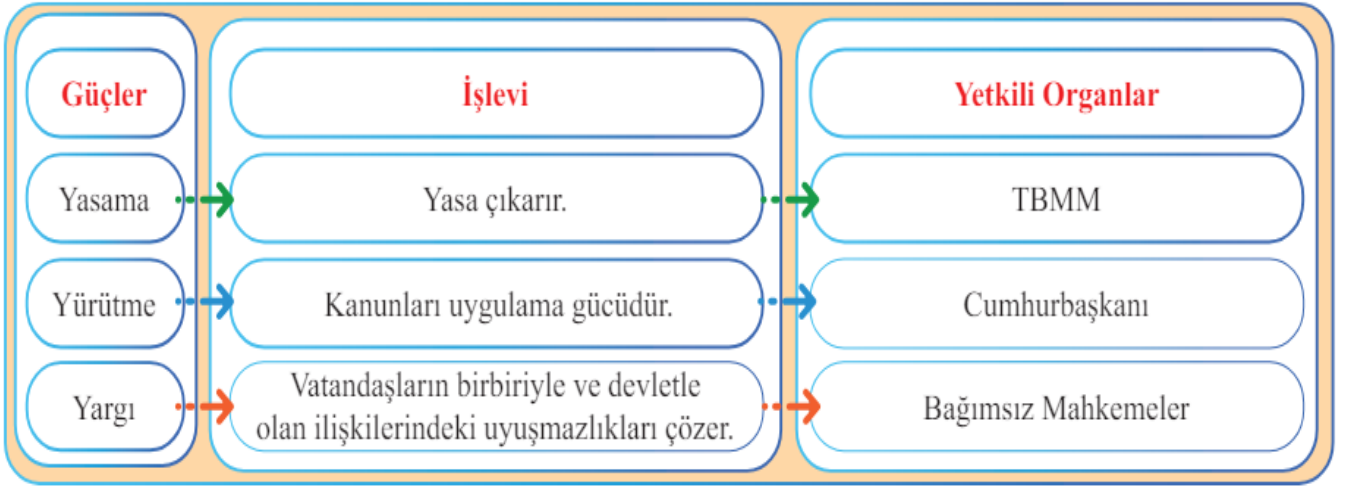 Güçler
İşlevi
Yetkili Organlar
Yasama
Yasa çıkarır.
TBMM
Yürütme
Kanunları uygulama gücüdür.
Cumhurbaşkanı
Yargı
Vatandaşların birbiriyle ve devletle
olan ilişkilerindeki uyuşmazlıkları çözer.
Bağımsız Mahkemeler